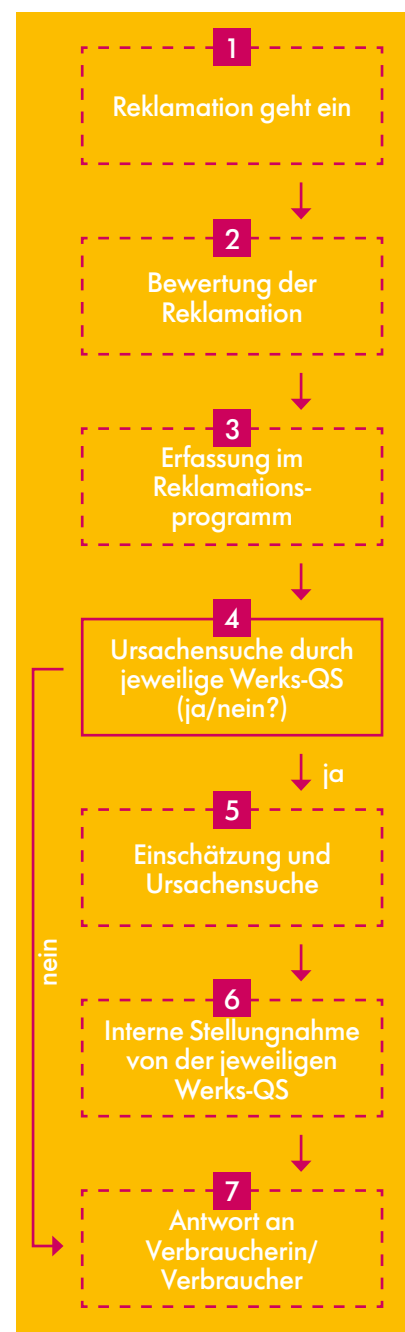 1
Reklamation geht ein
2
Bewertung der
Reklamation
3
Erfassung im
Reklamations-
programm
4
Ursachensuche durch
jeweilige Werks-QS
(ja/nein?)
ja
5
Einschätzung und
Ursachensuche
nein
6
Interne Stellungnahme
von der jeweiligen
Werks-QS
7
Antwort an
Verbraucherin/
Verbraucher